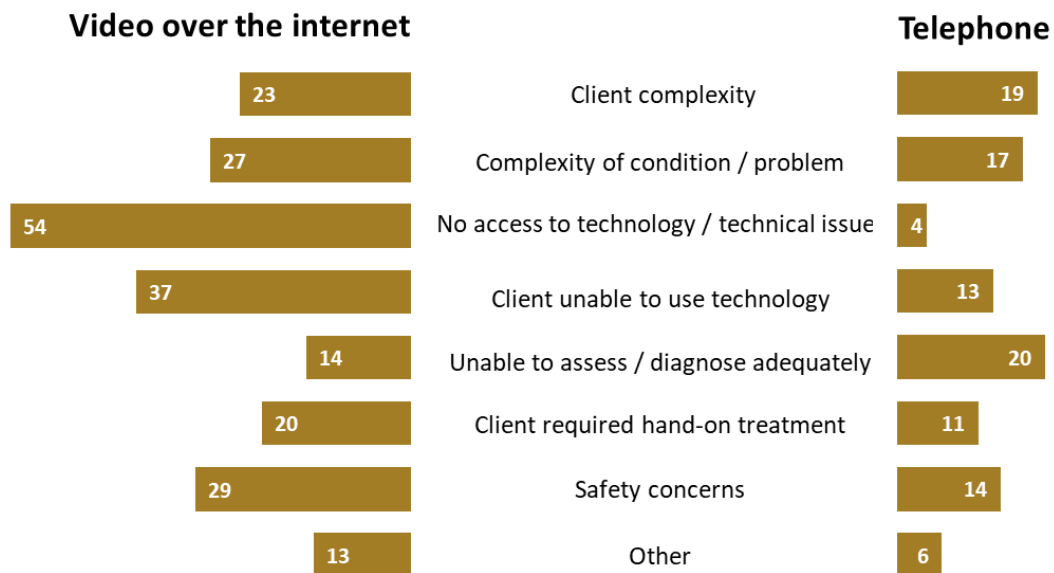 Video over the internet Telephone
23 Client complexity 19
27 Complexity of condition / problem 17
54 No access to technology / technical issue 4
37 Client unable to use technology 13
14 Unable to assess / diagnose adequately 20
20 Client required hand-on treatment 11
29 Safety concerns 14
13 Other 6